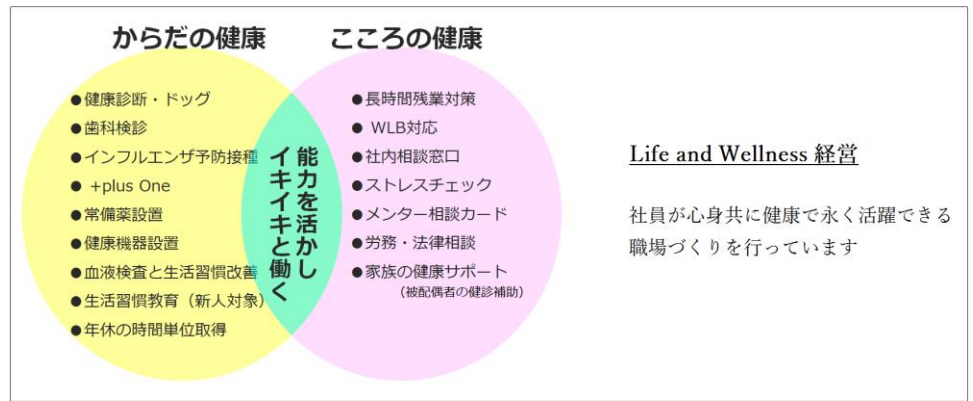 からだの健康
●健康診断・ドッグ
●歯科検診
●インフルエンザ予防接種
● +plus One
●常備薬設置
●健康機器設置
●血液検査と生活習慣改善
●生活習慣教育（新人対象）
●年休の時間単位取得
能力を活かし
イキイキと働く
こころの健康
●長時間残業対策
● WLB対応
●社内相談窓口
●ストレスチェック
●メンター相談カード
●労務・法律相談
●家族の健康サポート
（被配偶者の健診補助）
Life and Wellness 経営
社員が心身共に健康で永く活躍できる
職場づくりを行っています